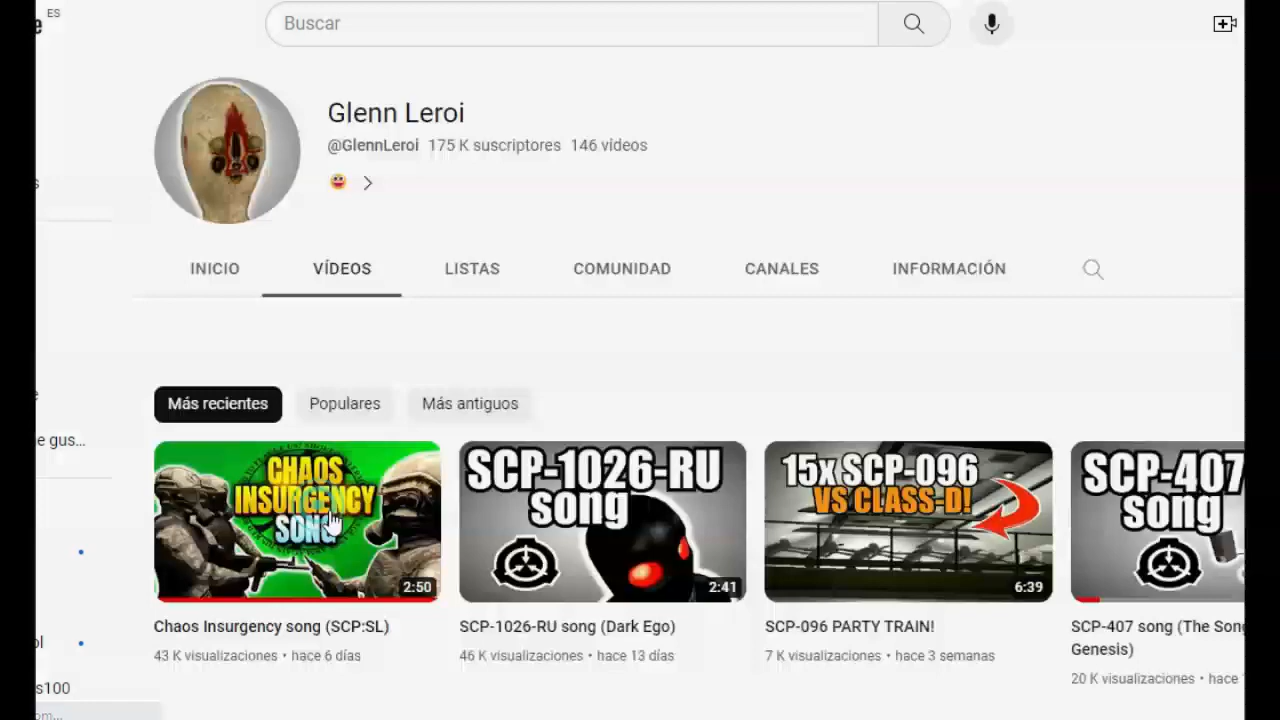 ES
Buscar
Glenn Leroi
@GlennLeroi 175 K suscriptores 146 vídeos
INICIO
VÍDEOS
LISTAS
COMUNIDAD
CANALES
INFORMACIÓN
e gus...
Más recientes
Populares
Más antiguos
CHAOS
INSURGENCY
SONG
2:50
SCP-1026-RU
song
2:41
15x SCP-096
VS CLASS-D!
6:39
SCP-407
song
Chaos Insurgency song (SCP:SL)
43 K visualizaciones • hace 6 días
SCP-1026-RU song (Dark Ego)
46 K visualizaciones • hace 13 días
SCP-096 PARTY TRAIN!
7 K visualizaciones • hace 3 semanas
SCP-407 song (The Song
Genesis)
20 K visualizaciones • hace
s100